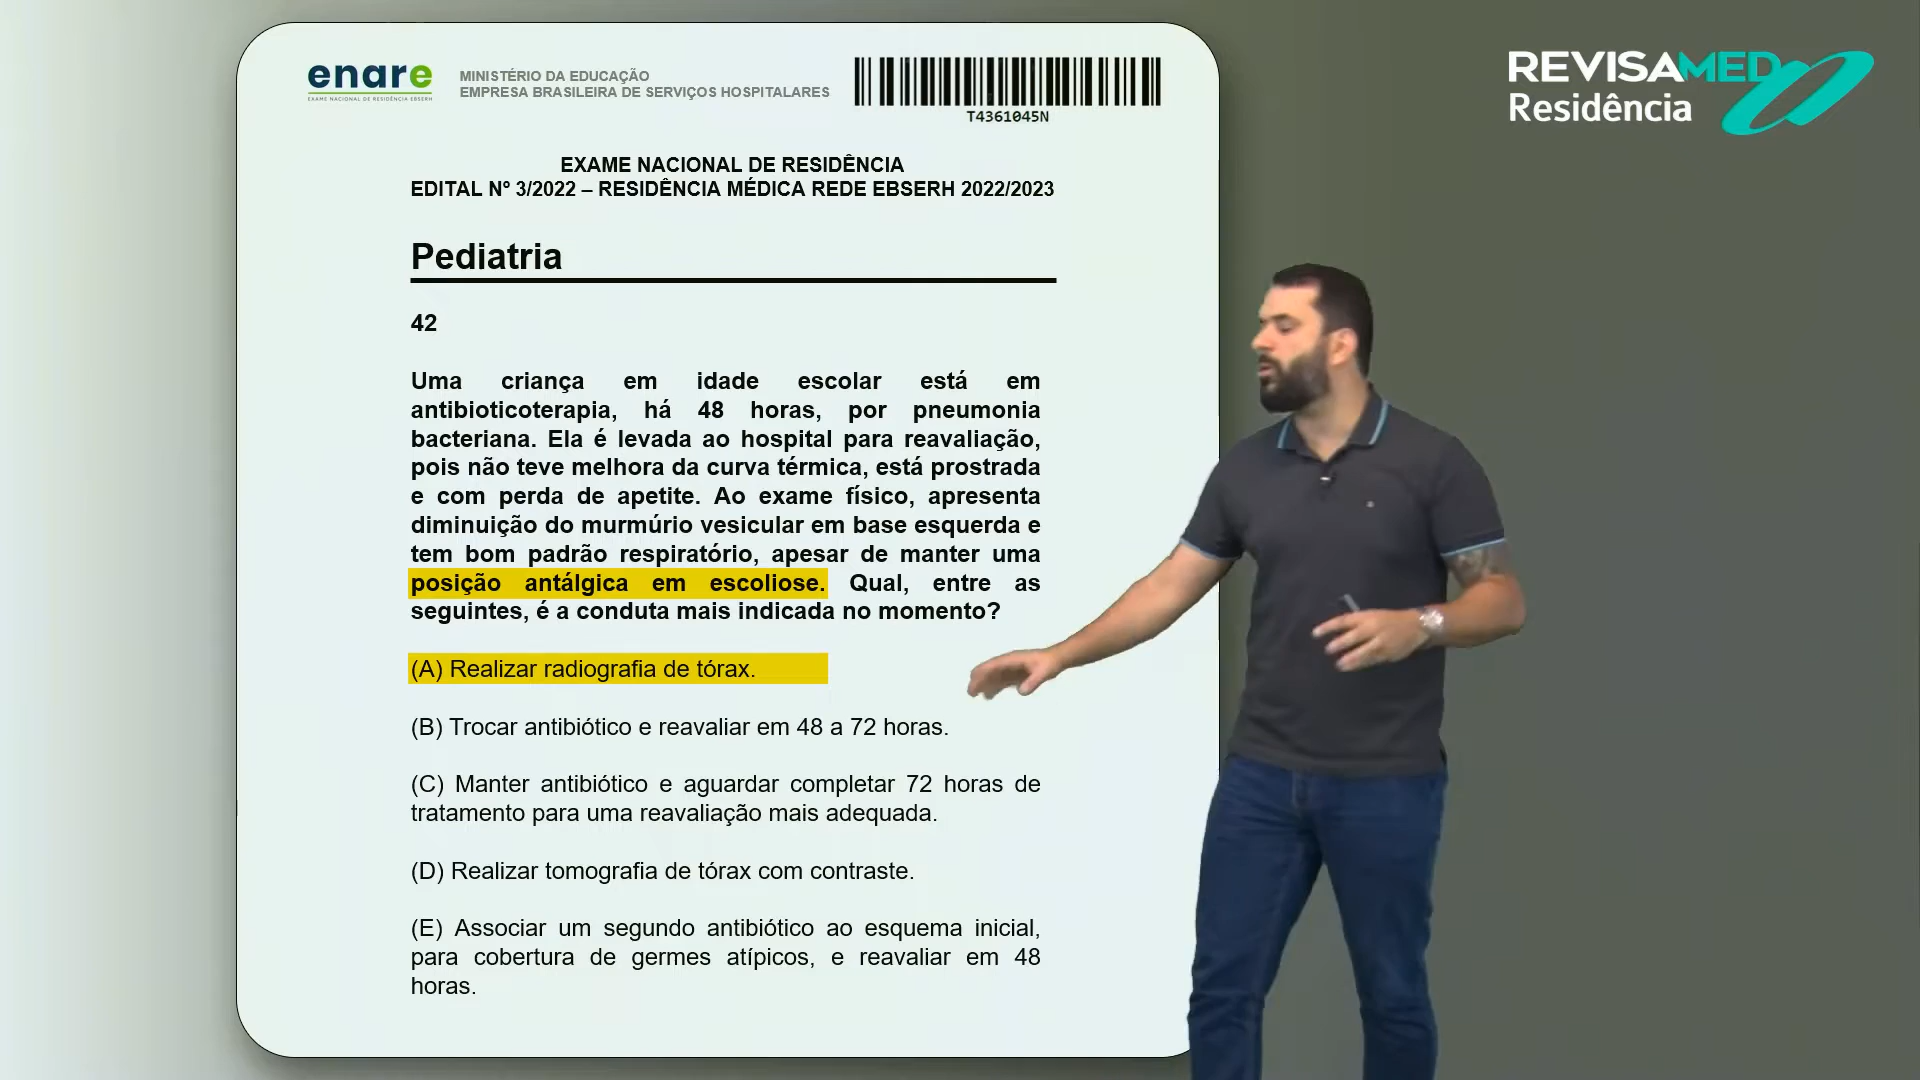 enare
EXAME NACIONAL DE RESIDÊNCIA EBSERH
MINISTÉRIO DA EDUCAÇÃO
EMPRESA BRASILEIRA DE SERVIÇOS HOSPITALARES
T4361045N
REVISAMED
Residência
EXAME NACIONAL DE RESIDÊNCIA
EDITAL Nº 3/2022 – RESIDÊNCIA MÉDICA REDE EBSERH 2022/2023
Pediatria
42
Uma criança em idade escolar está em
antibioticoterapia, há 48 horas, por pneumonia
bacteriana. Ela é levada ao hospital para reavaliação,
pois não teve melhora da curva térmica, está prostrada
e com perda de apetite. Ao exame físico, apresenta
diminuição do murmúrio vesicular em base esquerda e
tem bom padrão respiratório, apesar de manter uma
posição antálgica em escoliose. Qual, entre as
seguintes, é a conduta mais indicada no momento?
(A) Realizar radiografia de tórax.
(B) Trocar antibiótico e reavaliar em 48 a 72 horas.
(C) Manter antibiótico e aguardar completar 72 horas de
tratamento para uma reavaliação mais adequada.
(D) Realizar tomografia de tórax com contraste.
(E) Associar um segundo antibiótico ao esquema inicial,
para cobertura de germes atípicos, e reavaliar em 48
horas.